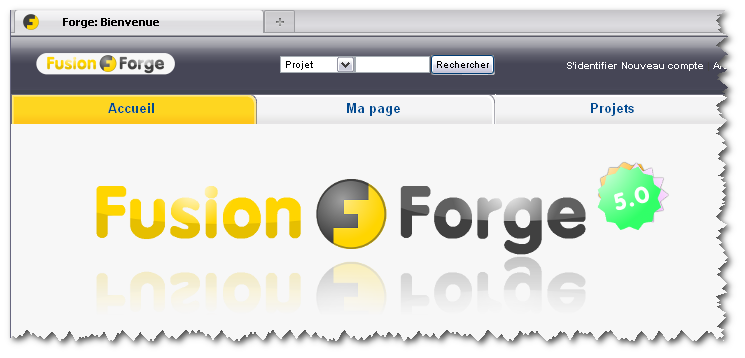 Forge: Bienvenue
Fusion Forge Projet Rechercher S'identifier Nouveau compte
Accueil Ma page Projets
Fusion Forge 5.0